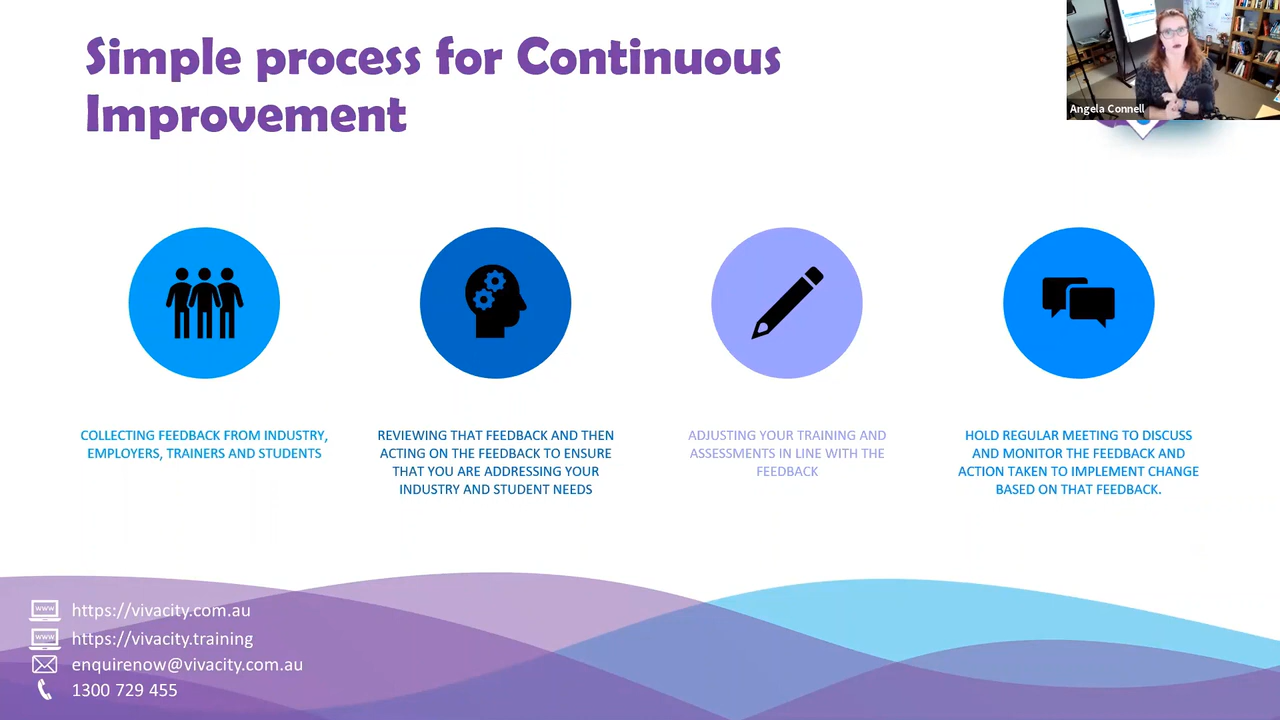 Simple process for Continuous
Improvement
Angela Connell
COLLECTING FEEDBACK FROM INDUSTRY,
EMPLOYERS, TRAINERS AND STUDENTS
REVIEWING THAT FEEDBACK AND THEN
ACTING ON THE FEEDBACK TO ENSURE
THAT YOU ARE ADDRESSING YOUR
INDUSTRY AND STUDENT NEEDS
ADJUSTING YOUR TRAINING AND
ASSESSMENTS IN LINE WITH THE
FEEDBACK
HOLD REGULAR MEETING TO DISCUSS
AND MONITOR THE FEEDBACK AND
ACTION TAKEN TO IMPLEMENT CHANGE
BASED ON THAT FEEDBACK.
www https://vivacity.com.au
www https://vivacity.training
enquirenow@vivacity.com.au
1300 729 455